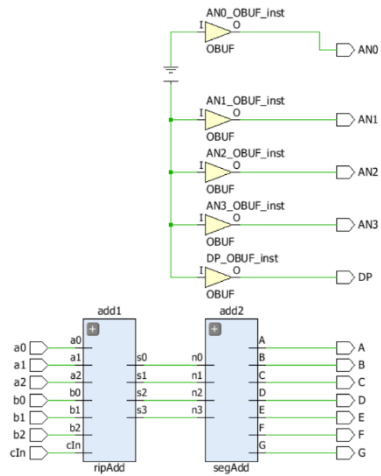 AN0_OBUF_inst
I O
AN0
OBUF
AN1_OBUF_inst
I O
AN1
OBUF
AN2_OBUF_inst
I O
AN2
OBUF
AN3_OBUF_inst
I O
AN3
OBUF
DP_OBUF_inst
I O
DP
OBUF
add1 add2
a0 a0 A A
a1 a1 s0 n0 B B
a2 a2 s1 n1 C C
b0 b0 s2 n2 D D
b1 b1 s3 n3 E E
b2 b2 F F
cIn cIn G G
ripAdd segAdd